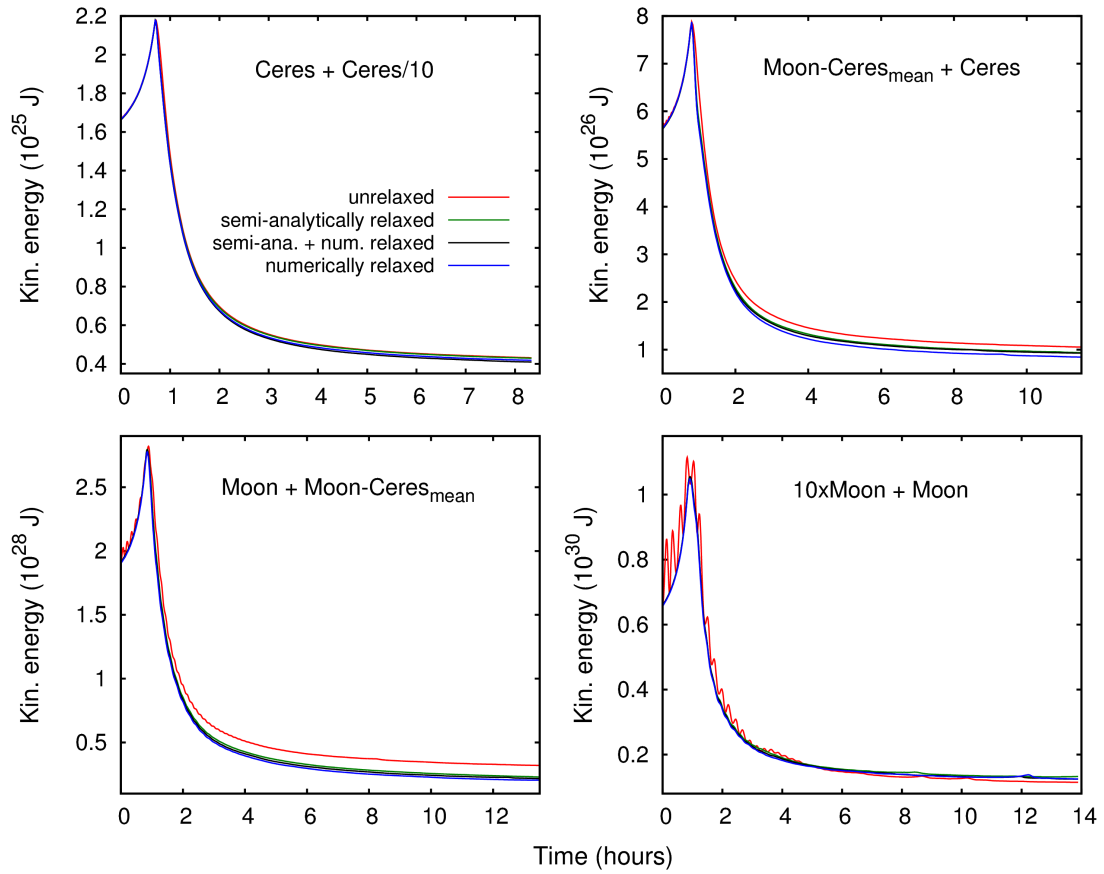 Ceres + Ceres/10
Kin. energy (10^25 J)
2.2
2
1.8
1.6
1.4
1.2
1
0.8
0.6
0.4
unrelaxed
semi-analytically relaxed
semi-ana. + num. relaxed
numerically relaxed
0 1 2 3 4 5 6 7 8
Moon-Ceres_mean + Ceres
Kin. energy (10^26 J)
8
7
6
5
4
3
2
1
0 2 4 6 8 10
Moon + Moon-Ceres_mean
Kin. energy (10^28 J)
2.5
2
1.5
1
0.5
0 2 4 6 8 10 12
10xMoon + Moon
Kin. energy (10^30 J)
1
0.8
0.6
0.4
0.2
0 2 4 6 8 10 12 14
Time (hours)